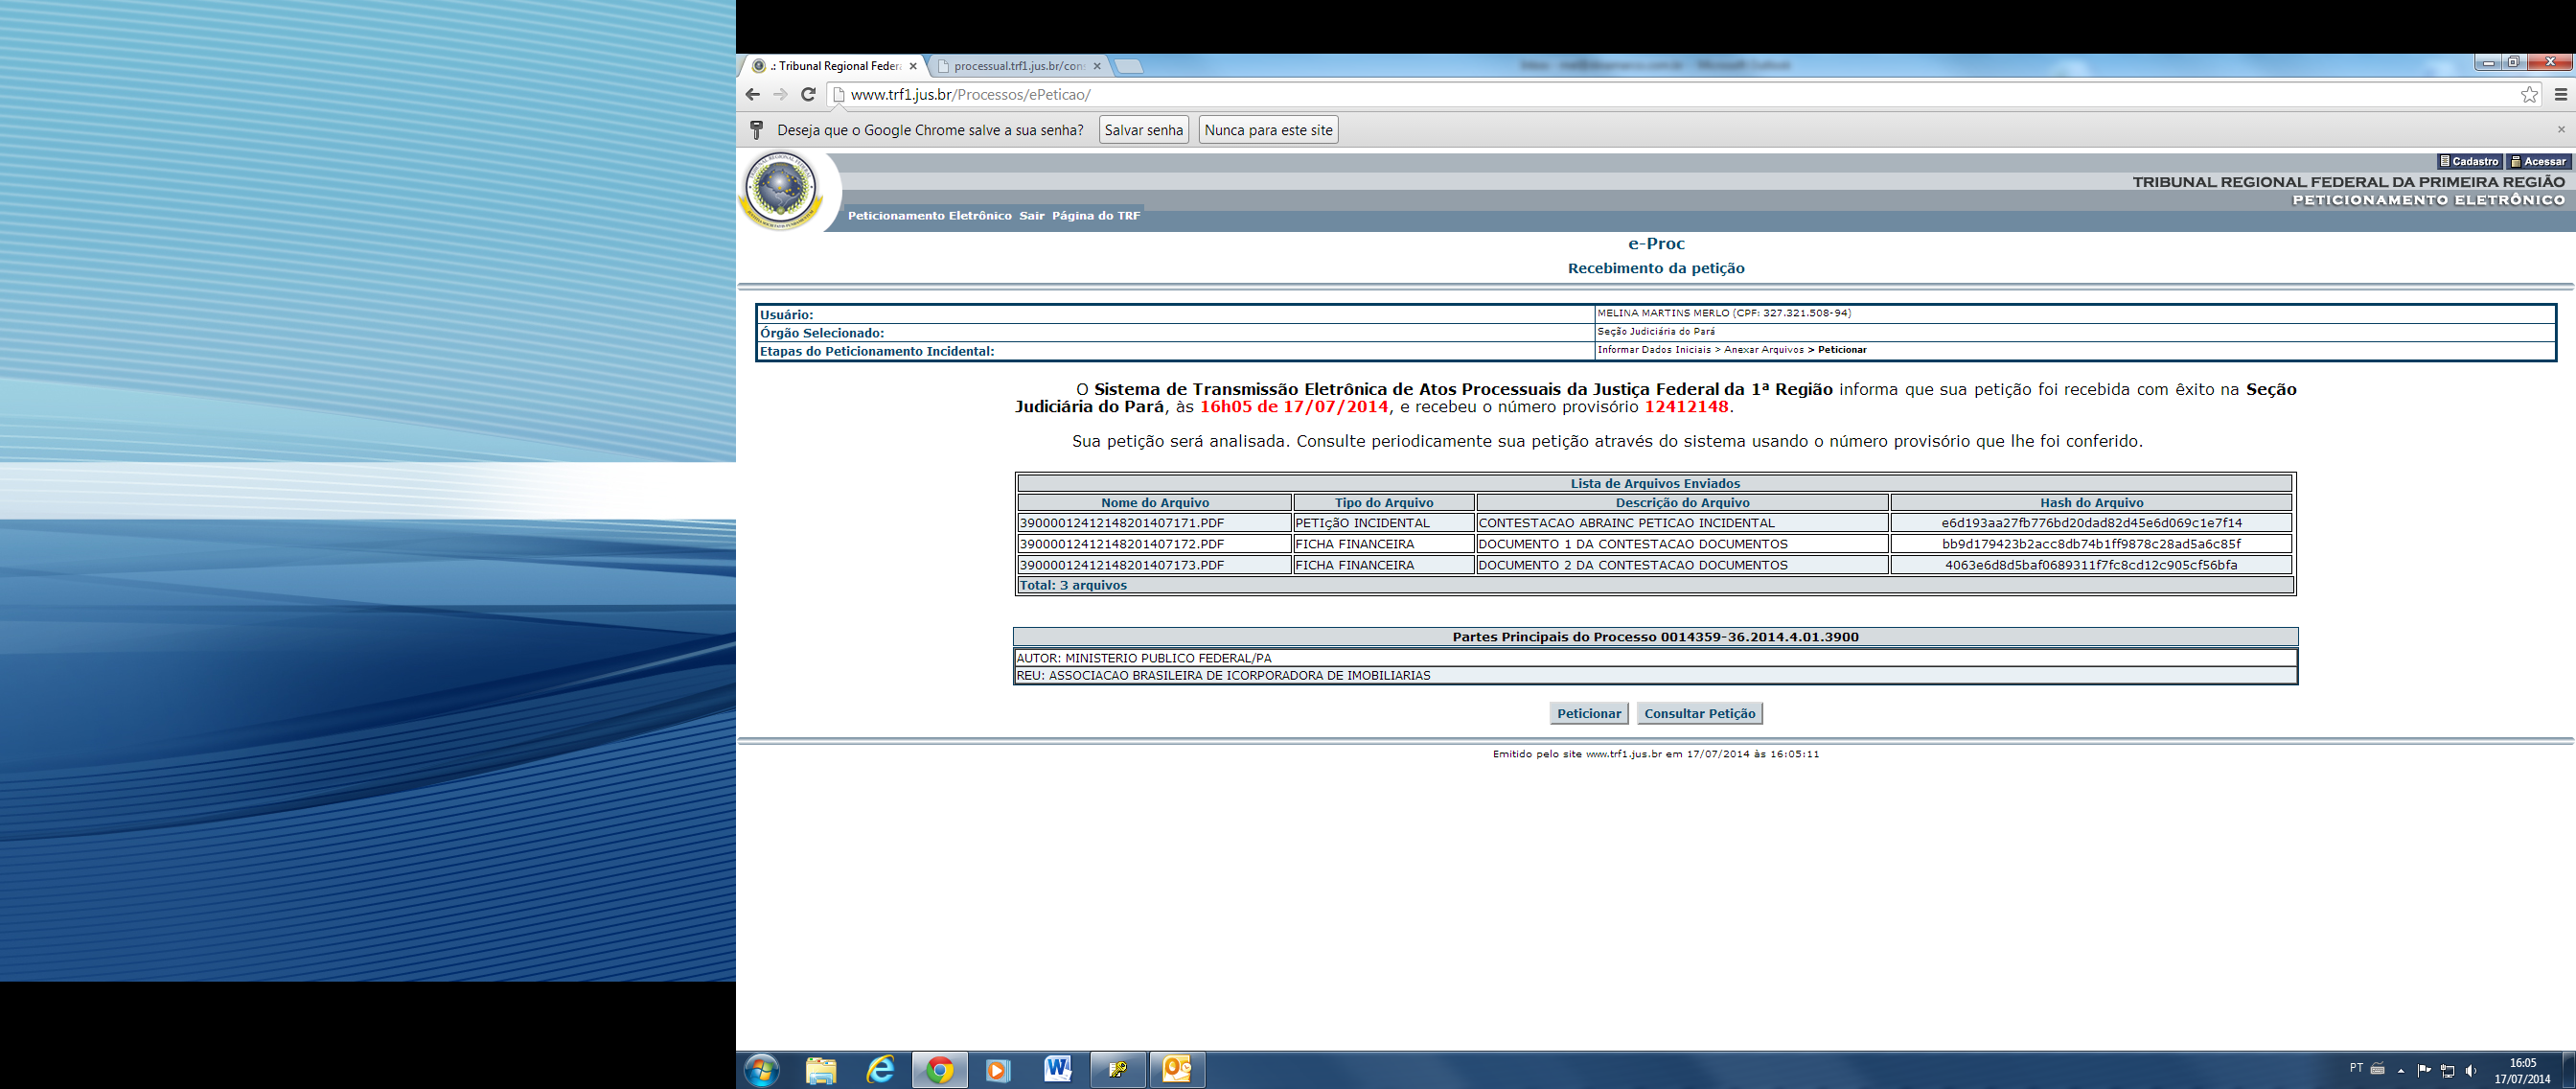 .: Tribunal Regional Federa
processual.trf1.jus.br/con
www.trf1.jus.br/Processos/ePeticao/
Deseja que o Google Chrome salve a sua senha? Salvar senha Nunca para este site
Cadastro Acessar
TRIBUNAL REGIONAL FEDERAL DA PRIMEIRA REGIÃO
PETICIONAMENTO ELETRÔNICO
Peticionamento Eletrônico Sair Página do TRF
e-Proc
Recebimento da petição
Usuário: MELINA MARTINS MERLO (CPF: 327.321.508-94)
Órgão Selecionado: Seção Judiciária do Pará
Etapas do Peticionamento Incidental: Informar Dados Iniciais > Anexar Arquivos > Peticionar
O Sistema de Transmissão Eletrônica de Atos Processuais da Justiça Federal da 1ª Região informa que sua petição foi recebida com êxito na Seção
Judiciária do Pará, às 16h05 de 17/07/2014, e recebeu o número provisório 12412148.
Sua petição será analisada. Consulte periodicamente sua petição através do sistema usando o número provisório que lhe foi conferido.
Lista de Arquivos Enviados
Nome do Arquivo Tipo do Arquivo Descrição do Arquivo Hash do Arquivo
39000012412148201407171.PDF PETIçãO INCIDENTAL CONTESTACAO ABRAINC PETICAO INCIDENTAL e6d193aa27fb776bd20dad82d45e6d069c1e7f14
39000012412148201407172.PDF FICHA FINANCEIRA DOCUMENTO 1 DA CONTESTACAO DOCUMENTOS bb9d179423b2acc8db74b1ff9878c28ad5a6c85f
39000012412148201407173.PDF FICHA FINANCEIRA DOCUMENTO 2 DA CONTESTACAO DOCUMENTOS 4063e6d8d5baf0689311f7fc8cd12c905cf56bfa
Total: 3 arquivos
Partes Principais do Processo 0014359-36.2014.4.01.3900
AUTOR: MINISTERIO PUBLICO FEDERAL/PA
REU: ASSOCIACAO BRASILEIRA DE ICORPORADORA DE IMOBILIARIAS
Peticionar Consultar Petição
Emitido pelo site www.trf1.jus.br em 17/07/2014 às 16:05:11
PT
16:05
17/07/2014